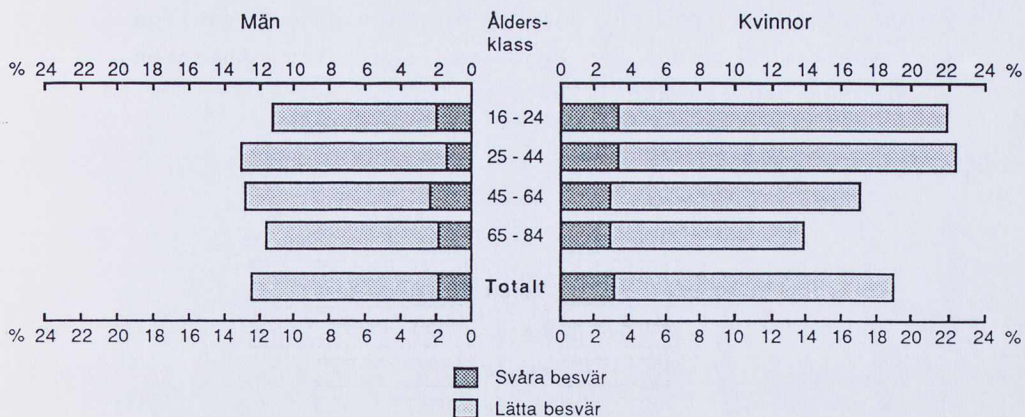 Män Ålders- Kvinnor
klass
% 24 22 20 18 16 14 12 10 8 6 4 2 0 0 2 4 6 8 10 12 14 16 18 20 22 24 %
16 - 24
25 - 44
45 - 64
65 - 84
Totalt
% 24 22 20 18 16 14 12 10 8 6 4 2 0 0 2 4 6 8 10 12 14 16 18 20 22 24 %
Svåra besvär
Lätta besvär